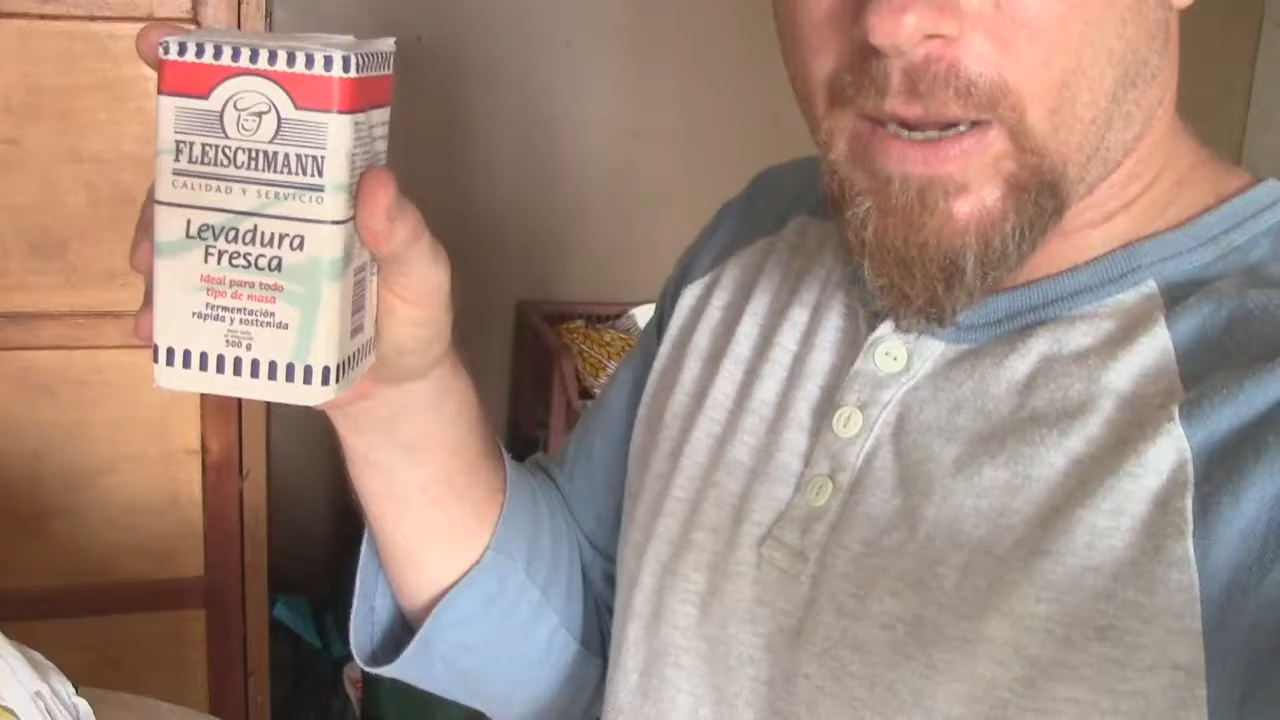 FLEISCHMANN
CALIDAD Y SERVICIO
Levadura
Fresca
Ideal para todo
tipo de masa
Fermentación
rápida y sostenida
500 g